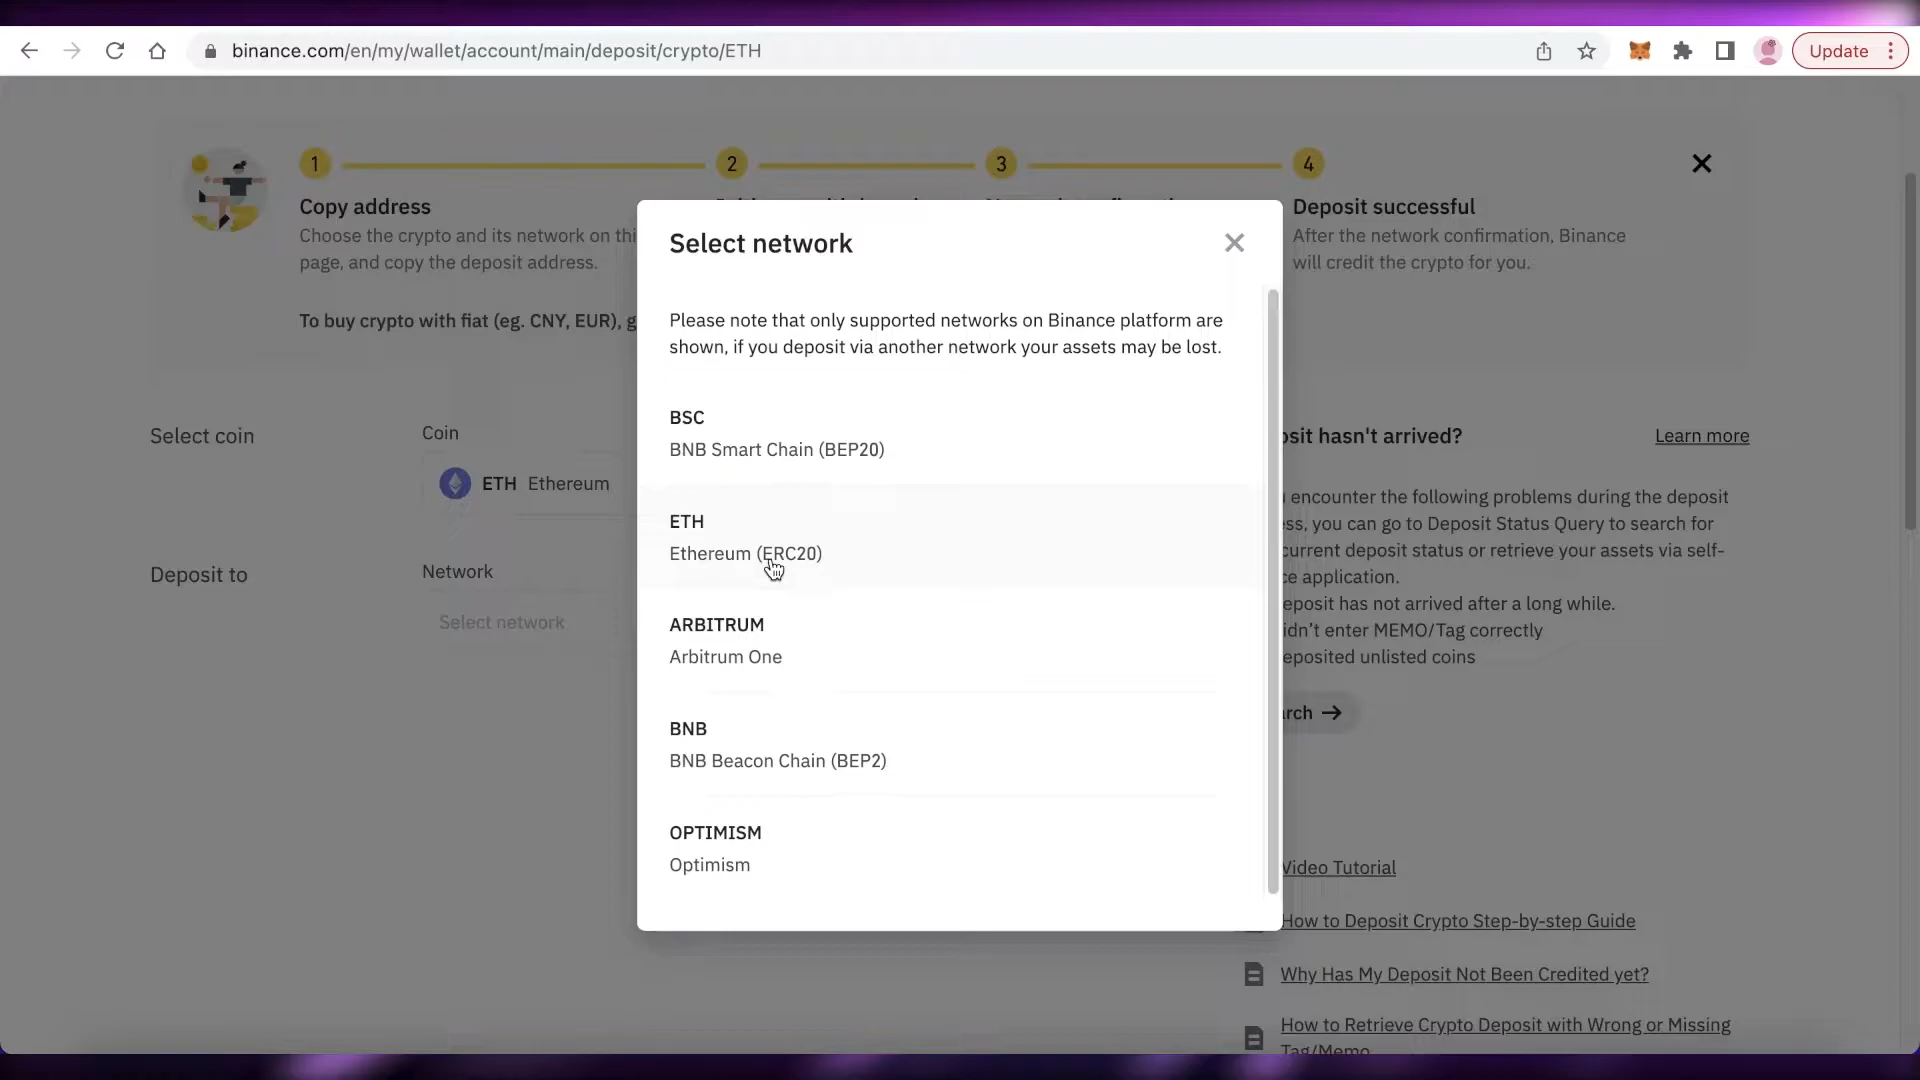 binance.com/en/my/wallet/account/main/deposit/crypto/ETH
Update
1
2
3
4
Copy address
Choose the crypto and its network on thi
page, and copy the deposit address.
To buy crypto with fiat (eg. CNY, EUR), g
Deposit successful
After the network confirmation, Binance
will credit the crypto for you.
Select network
Please note that only supported networks on Binance platform are
shown, if you deposit via another network your assets may be lost.
BSC
BNB Smart Chain (BEP20)
ETH
Ethereum (ERC20)
ARBITRUM
Arbitrum One
BNB
BNB Beacon Chain (BEP2)
OPTIMISM
Optimism
Select coin
Coin
ETH Ethereum
Deposit to
Network
Select network
osit hasn't arrived?
Learn more
encounter the following problems during the deposit
ss, you can go to Deposit Status Query to search for
current deposit status or retrieve your assets via self-
ce application.
eposit has not arrived after a long while.
idn't enter MEMO/Tag correctly
eposited unlisted coins
rch
Video Tutorial
How to Deposit Crypto Step-by-step Guide
Why Has My Deposit Not Been Credited yet?
How to Retrieve Crypto Deposit with Wrong or Missing
Tag/Memo